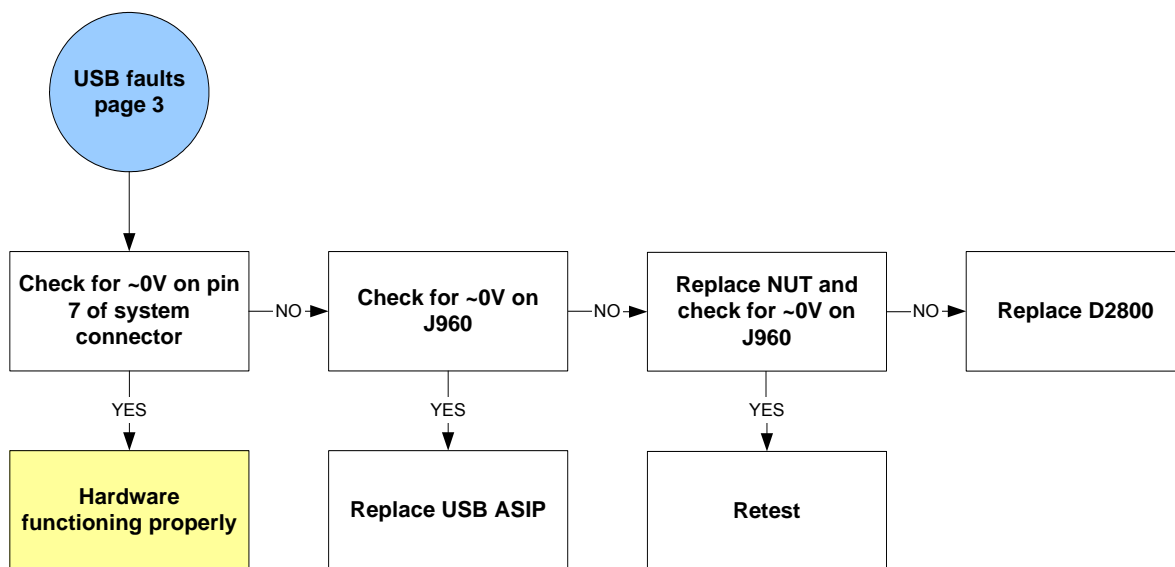 USB faults
page 3
Check for ~0V on pin
7 of system
connector
NO
Check for ~0V on
J960
NO
Replace NUT and
check for ~0V on
J960
NO
Replace D2800
YES
YES
YES
Hardware
functioning properly
Replace USB ASIP
Retest